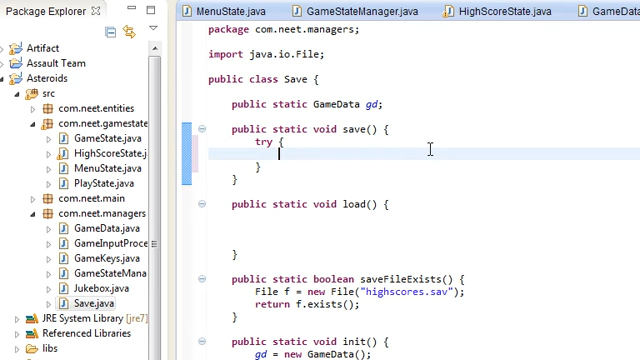 Package Explorer
Artifact
Assault Team
Asteroids
src
com.neet.entities
com.neet.gamestate
GameState.java
HighScoreState.j
MenuState.java
PlayState.java
com.neet.main
com.neet.managers
GameData.java
GameInputProce
GameKeys.java
GameStateMana
Jukebox.java
Save.java
JRE System Library [jre7]
Referenced Libraries
libs
MenuState.java GameStateManager.java HighScoreState.java GameData
package com.neet.managers;
import java.io.File;
public class Save {
public static GameData gd;
public static void save() {
try {
}
}
public static void load() {
}
public static boolean saveFileExists() {
File f = new File("highscores.sav");
return f.exists();
}
public static void init() {
gd = new GameData();